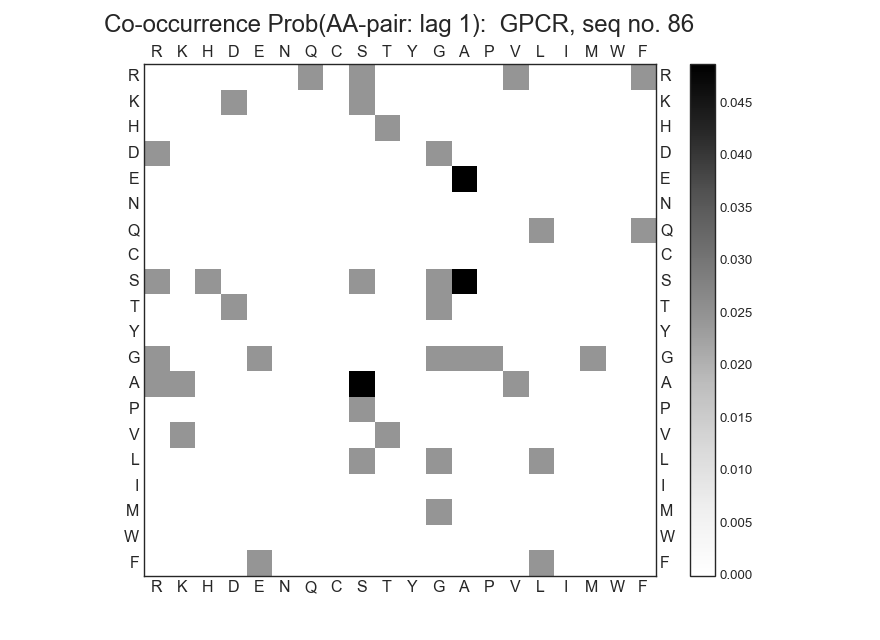 Co-occurrence Prob(AA-pair: lag 1):  GPCR, seq no. 86
R K H D E N Q C S T Y G A P V L I M W F
R R
K K
H H
D D
E E
N N
Q Q
C C
S S
T T
Y Y
G G
A A
P P
V V
L L
I I
M M
W W
F F
R K H D E N Q C S T Y G A P V L I M W F
0.045
0.040
0.035
0.030
0.025
0.020
0.015
0.010
0.005
0.000